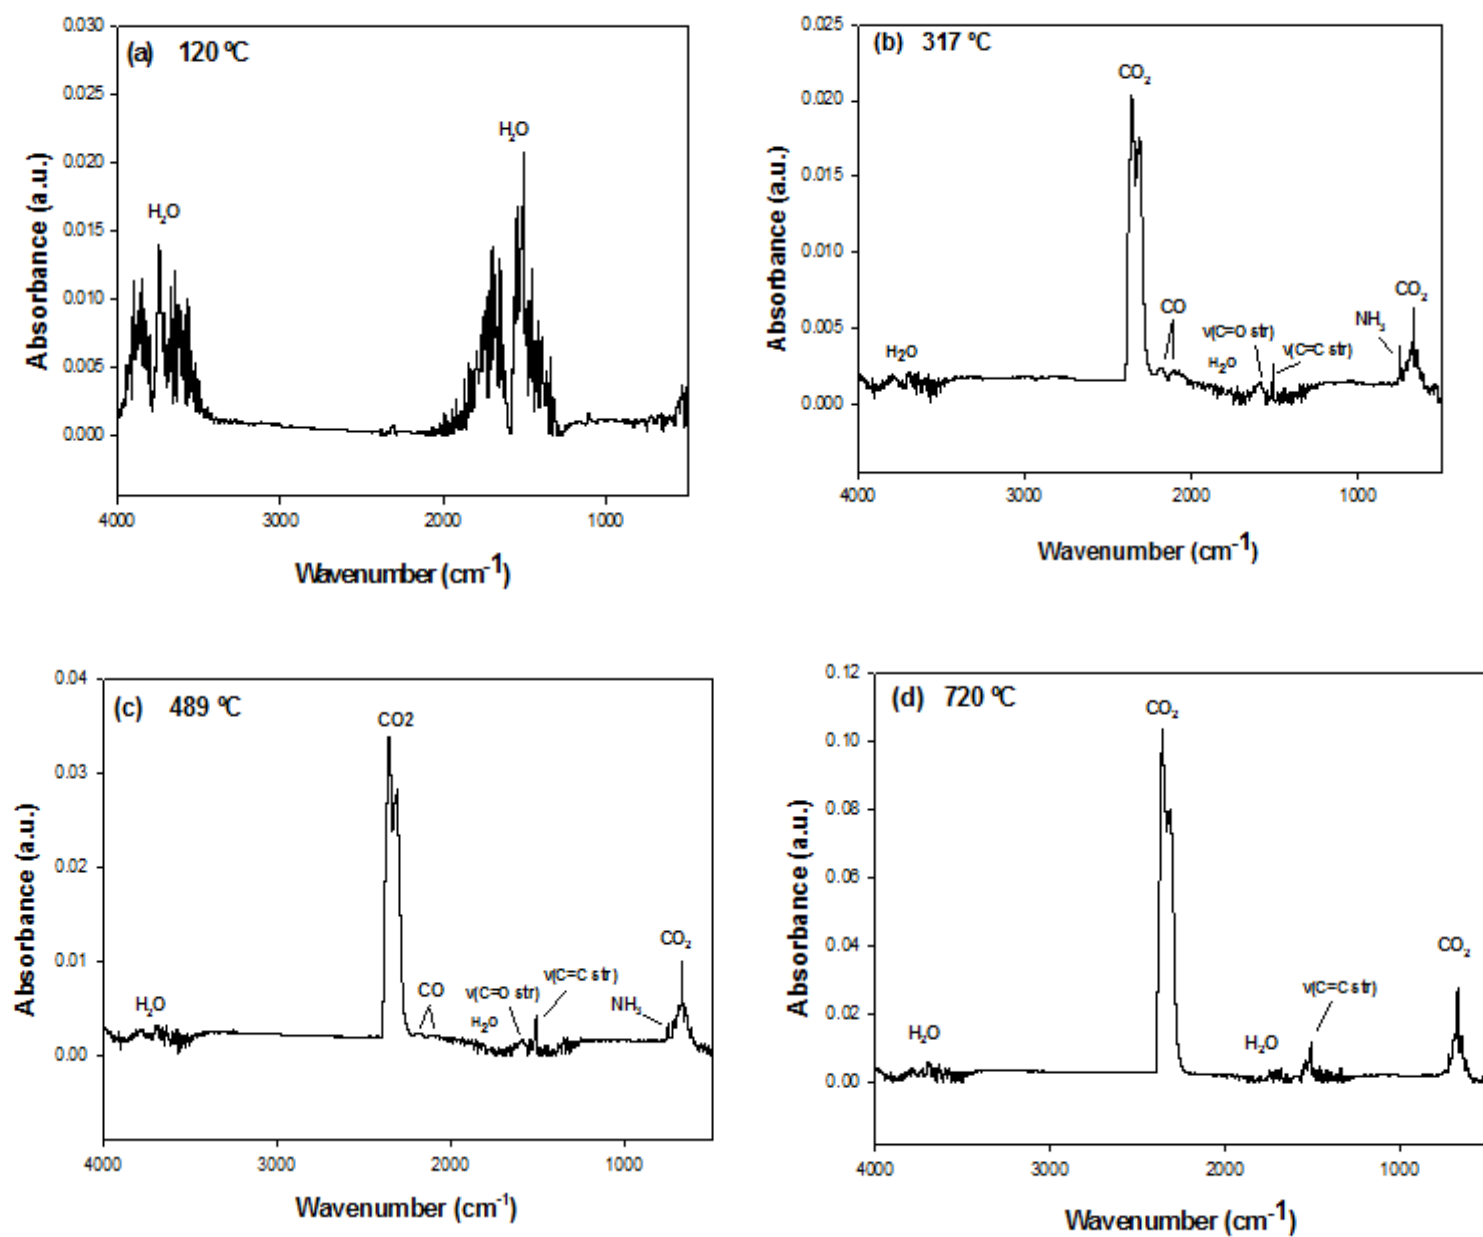 (a) 120 ºC
0.030
0.025
0.020
0.015
0.010
0.005
0.000
H₂O
H₂O
4000 3000 2000 1000
Absorbance (a.u.)
Wavenumber (cm⁻¹)
(b) 317 ºC
0.025
0.020
0.015
0.010
0.005
0.000
CO₂
H₂O
CO
ν(C=O str)
H₂O
ν(C=C str)
NH₃
CO₂
4000 3000 2000 1000
Absorbance (a.u.)
Wavenumber (cm⁻¹)
(c) 489 ºC
0.04
0.03
0.02
0.01
0.00
CO2
H₂O
CO
ν(C=O str)
H₂O
ν(C=C str)
NH₃
CO₂
4000 3000 2000 1000
Absorbance (a.u.)
Wavenumber (cm⁻¹)
(d) 720 ºC
0.12
0.10
0.08
0.06
0.04
0.02
0.00
CO₂
H₂O
H₂O
ν(C=C str)
CO₂
4000 3000 2000 1000
Absorbance (a.u.)
Wavenumber (cm⁻¹)